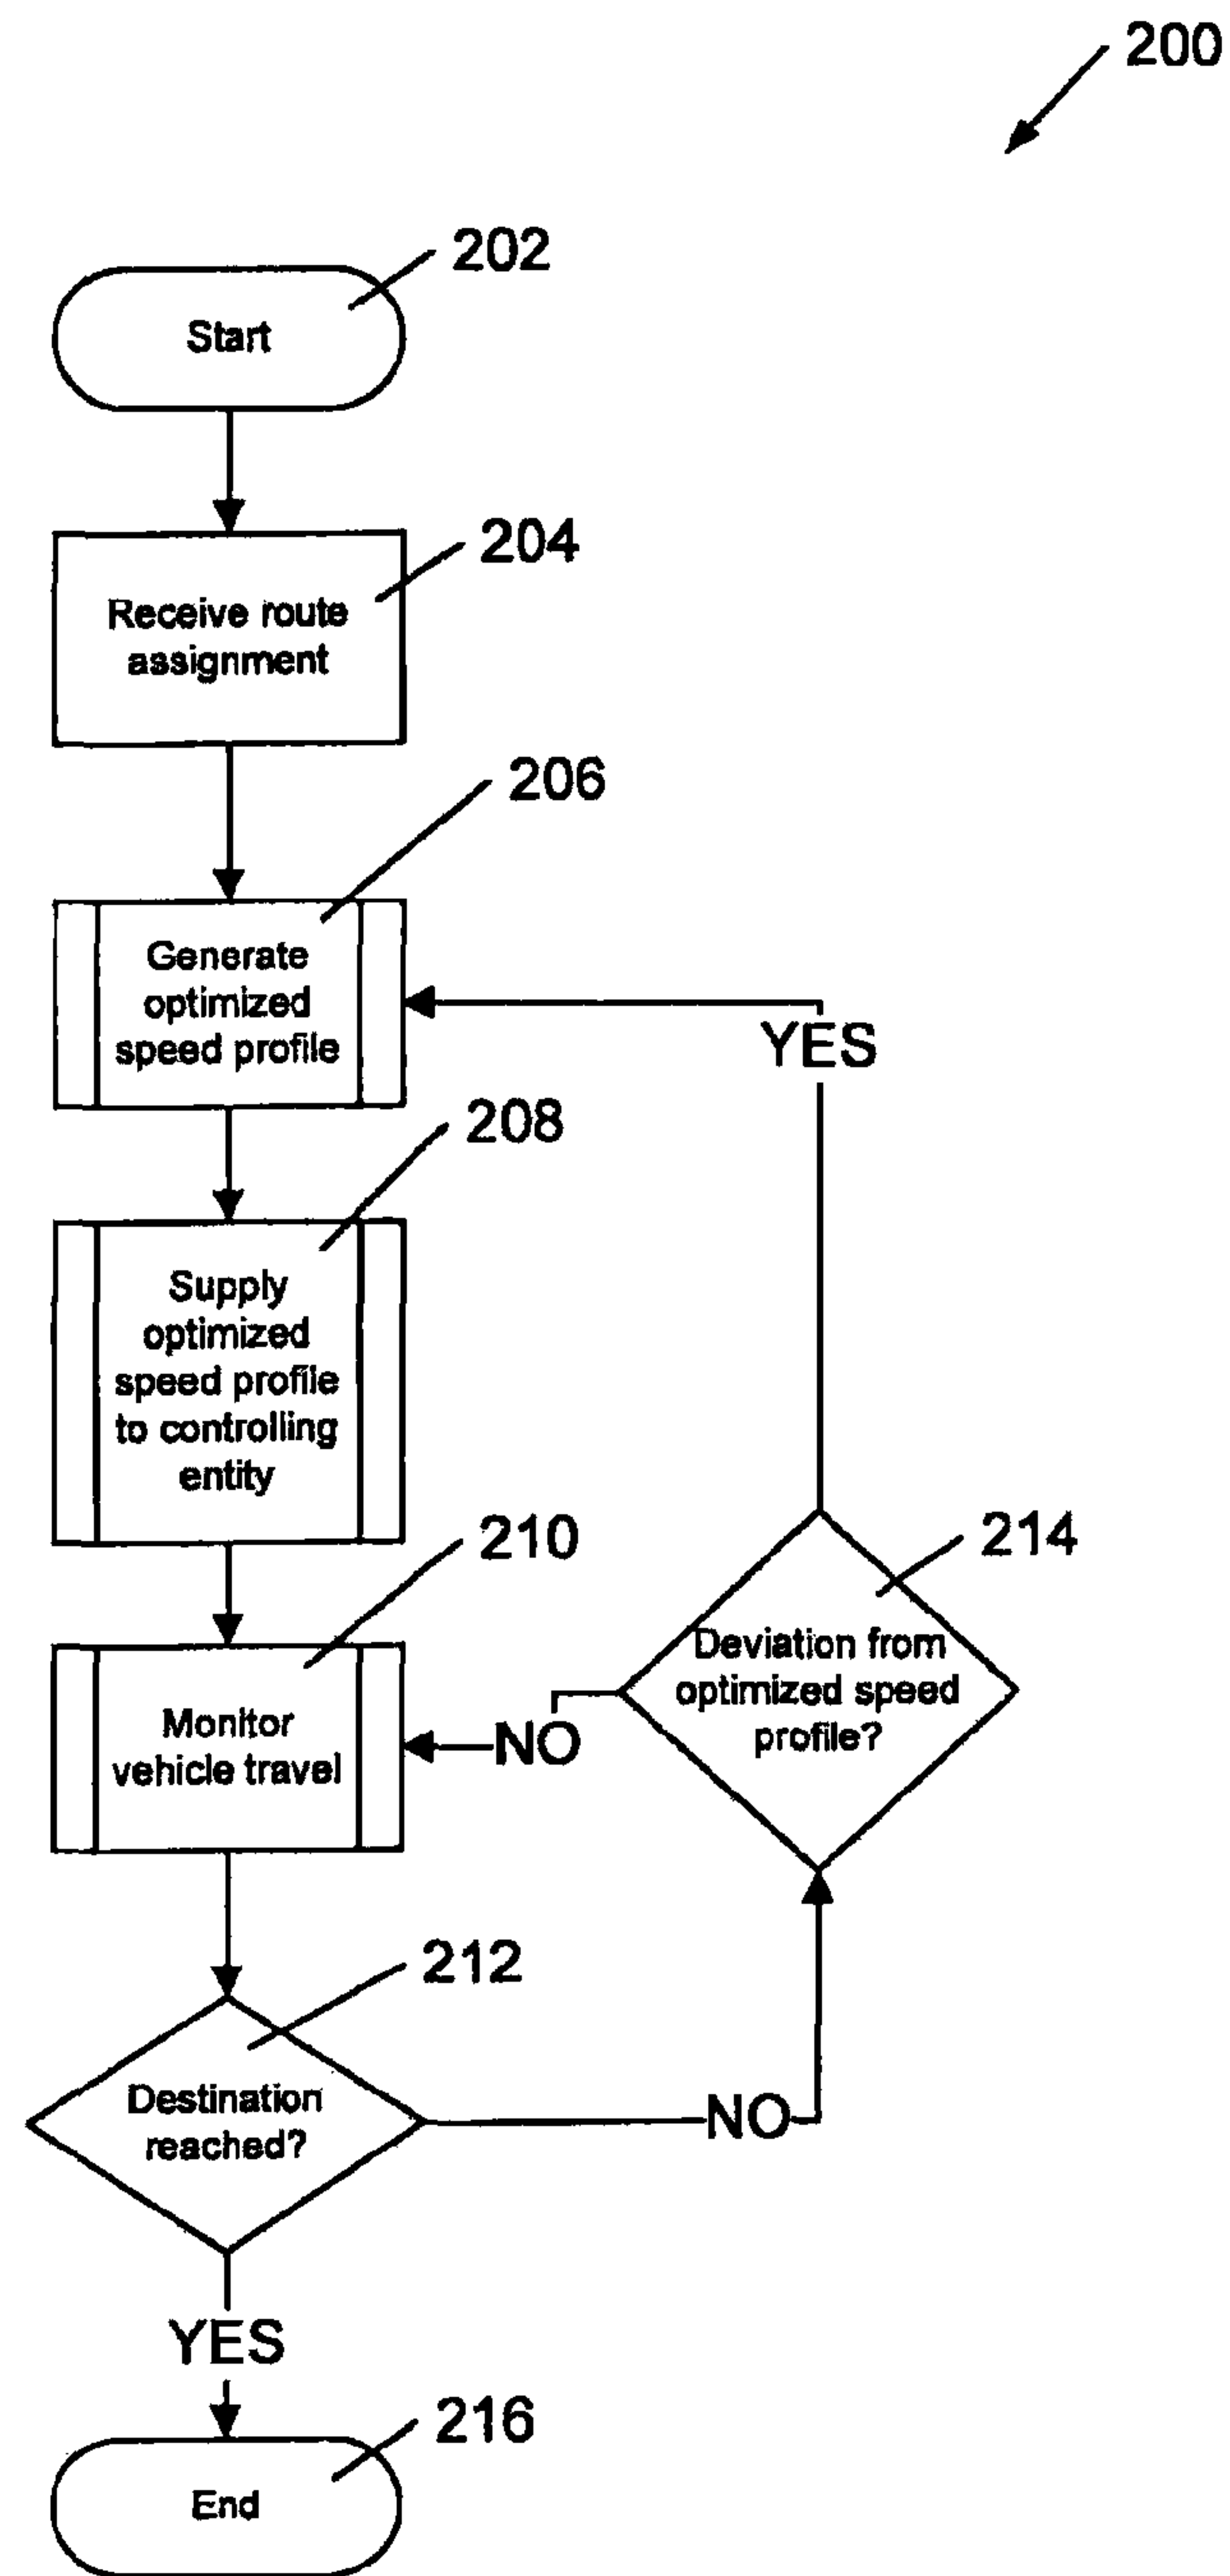 200
202
Start
204
Receive route
assignment
206
Generate
optimized
speed profile
YES
208
Supply
optimized
speed profile
to controlling
entity
210
Monitor
vehicle travel
NO
214
Deviation from
optimized speed
profile?
212
Destination
reached?
NO
YES
216
End